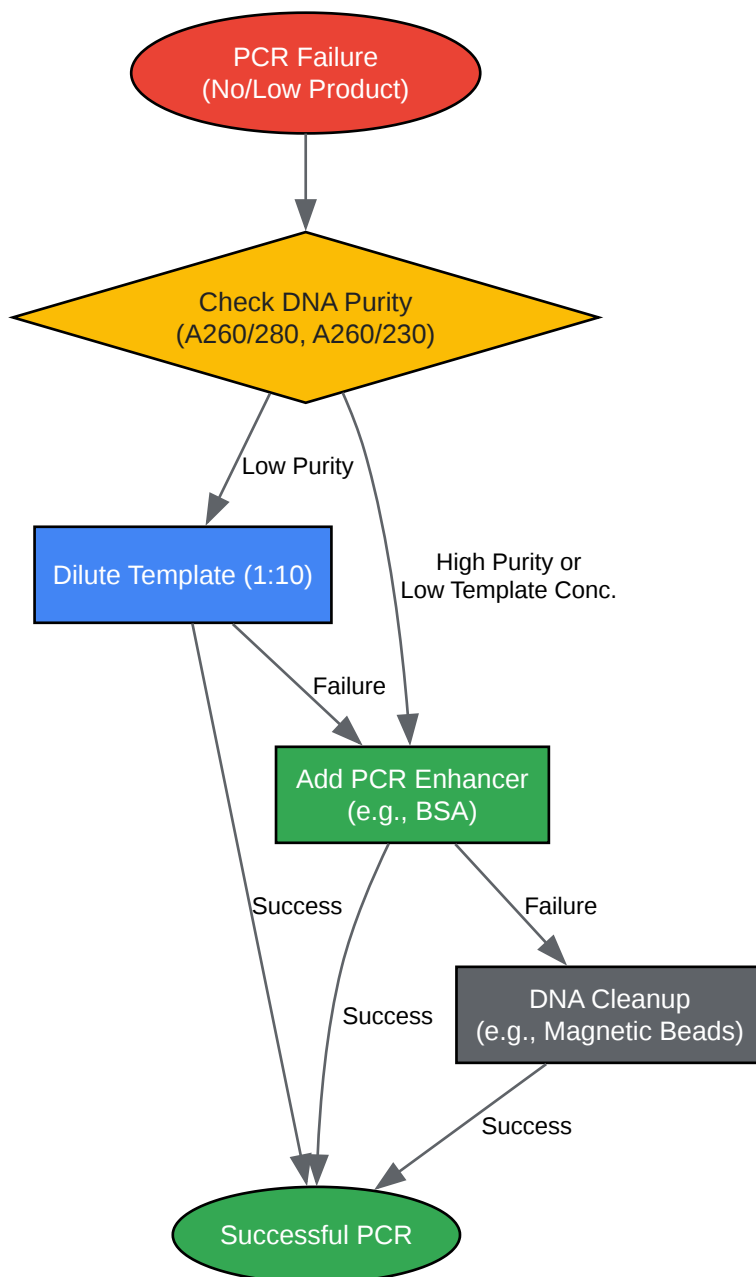 PCR Failure
(No/Low Product)
Check DNA Purity
(A260/280, A260/230)
Low Purity
High Purity or
Low Template Conc.
Dilute Template (1:10)
Failure
Add PCR Enhancer
(e.g., BSA)
Success
Failure
DNA Cleanup
(e.g., Magnetic Beads)
Success
Success
Successful PCR